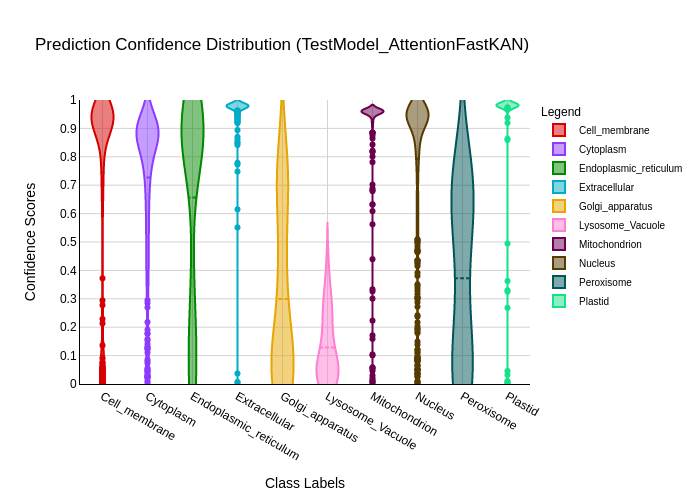 Prediction Confidence Distribution (TestModel_AttentionFastKAN)
Legend
Cell_membrane
Cytoplasm
Endoplasmic_reticulum
Extracellular
Golgi_apparatus
Lysosome_Vacuole
Mitochondrion
Nucleus
Peroxisome
Plastid
Confidence Scores
1
0.9
0.8
0.7
0.6
0.5
0.4
0.3
0.2
0.1
0
Cell_membrane
Cytoplasm
Endoplasmic_reticulum
Extracellular
Golgi_apparatus
Lysosome_Vacuole
Mitochondrion
Nucleus
Peroxisome
Plastid
Class Labels